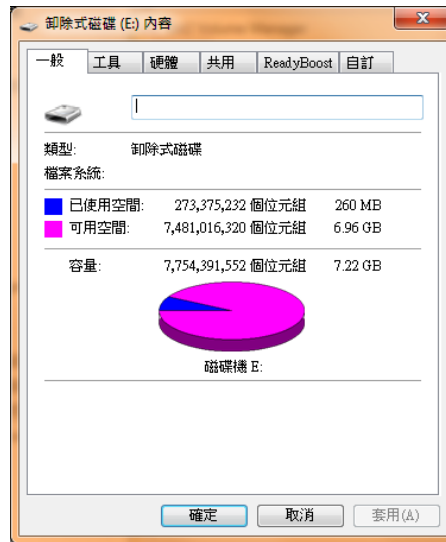 卸除式磁碟 (E:) 內容
一般 工具 硬體 共用 ReadyBoost 自訂
類型: 卸除式磁碟
檔案系統:
已使用空間: 273,375,232 個位元組 260 MB
可用空間: 7,481,016,320 個位元組 6.96 GB
容量: 7,754,391,552 個位元組 7.22 GB
磁碟機 E:
確定 取消 套用(A)